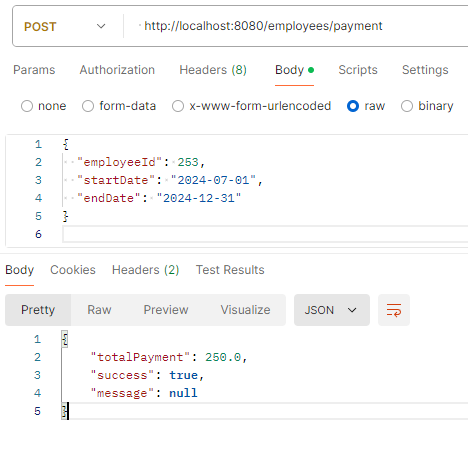 POST http://localhost:8080/employees/payment
Params Authorization Headers (8) Body Scripts Settings
none form-data x-www-form-urlencoded raw binary
1 {
2 "employeeId": 253,
3 "startDate": "2024-07-01",
4 "endDate": "2024-12-31"
5 }
6
Body Cookies Headers (2) Test Results
Pretty Raw Preview Visualize JSON
1 {
2 "totalPayment": 250.0,
3 "success": true,
4 "message": null
5 }